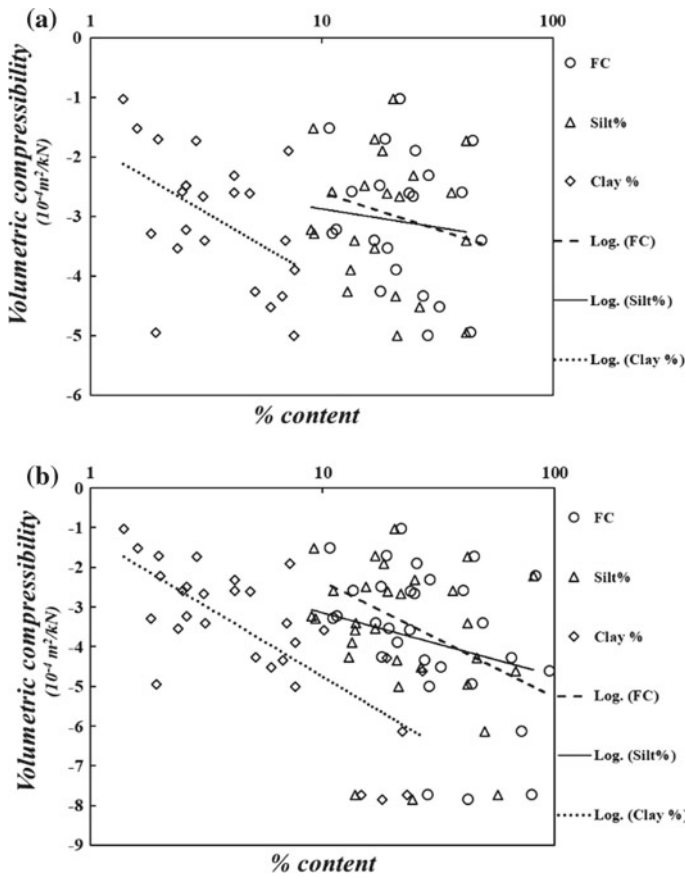 (a)
1 10 100
0
-1
-2
-3
-4
-5
-6
Volumetric compressibility
(10⁻⁴m²/kN)
% content
FC
Silt%
Clay %
Log. (FC)
Log. (Silt%)
Log. (Clay %)
(b)
1 10 100
0
-1
-2
-3
-4
-5
-6
-7
-8
-9
Volumetric compressibility
(10⁻⁴ m²/kN)
% content
FC
Silt%
Clay %
Log. (FC)
Log. (Silt%)
Log. (Clay %)